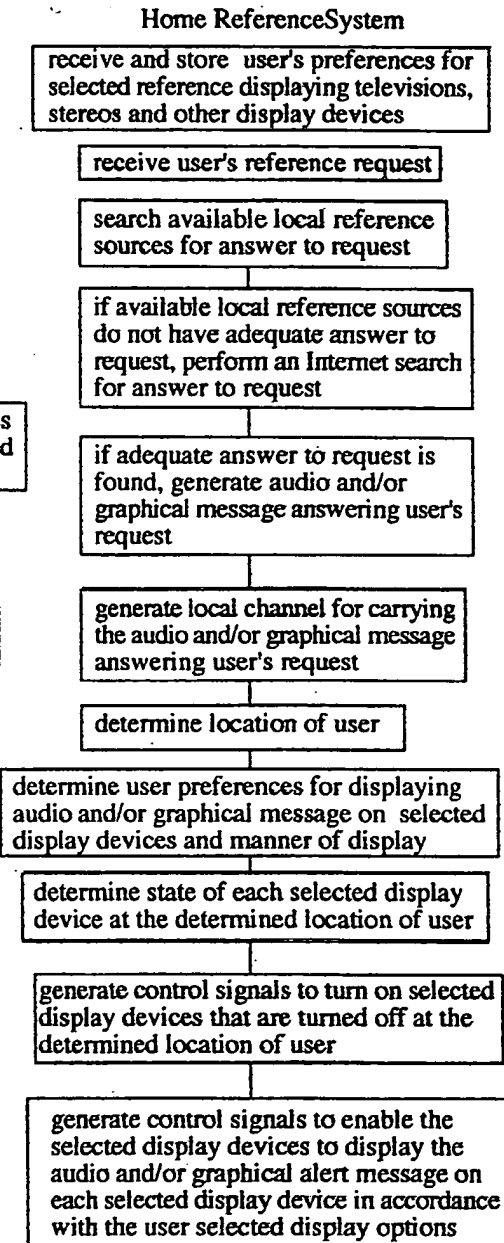 Home ReferenceSystem
receive and store user's preferences for
selected reference displaying televisions,
stereos and other display devices
receive user's reference request
search available local reference
sources for answer to request
if available local reference sources
do not have adequate answer to
request, perform an Internet search
for answer to request
s
d
if adequate answer to request is
found, generate audio and/or
graphical message answering user's
request
generate local channel for carrying
the audio and/or graphical message
answering user's request
determine location of user
determine user preferences for displaying
audio and/or graphical message on selected
display devices and manner of display
determine state of each selected display
device at the determined location of user
generate control signals to turn on selected
display devices that are turned off at the
determined location of user
generate control signals to enable the
selected display devices to display the
audio and/or graphical alert message on
each selected display device in accordance
with the user selected display options